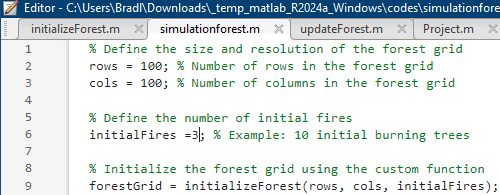 Editor - C:\Users\Bradl\Downloads\_temp_matlab_R2024a_Windows\codes\simulationfore
initializeForest.m simulationforest.m updateForest.m Project.m
1 % Define the size and resolution of the forest grid
2 rows = 100; % Number of rows in the forest grid
3 cols = 100; % Number of columns in the forest grid
4
5 % Define the number of initial fires
6 initialFires =3; % Example: 10 initial burning trees
7
8 % Initialize the forest grid using the custom function
9 forestGrid = initializeForest(rows, cols, initialFires);